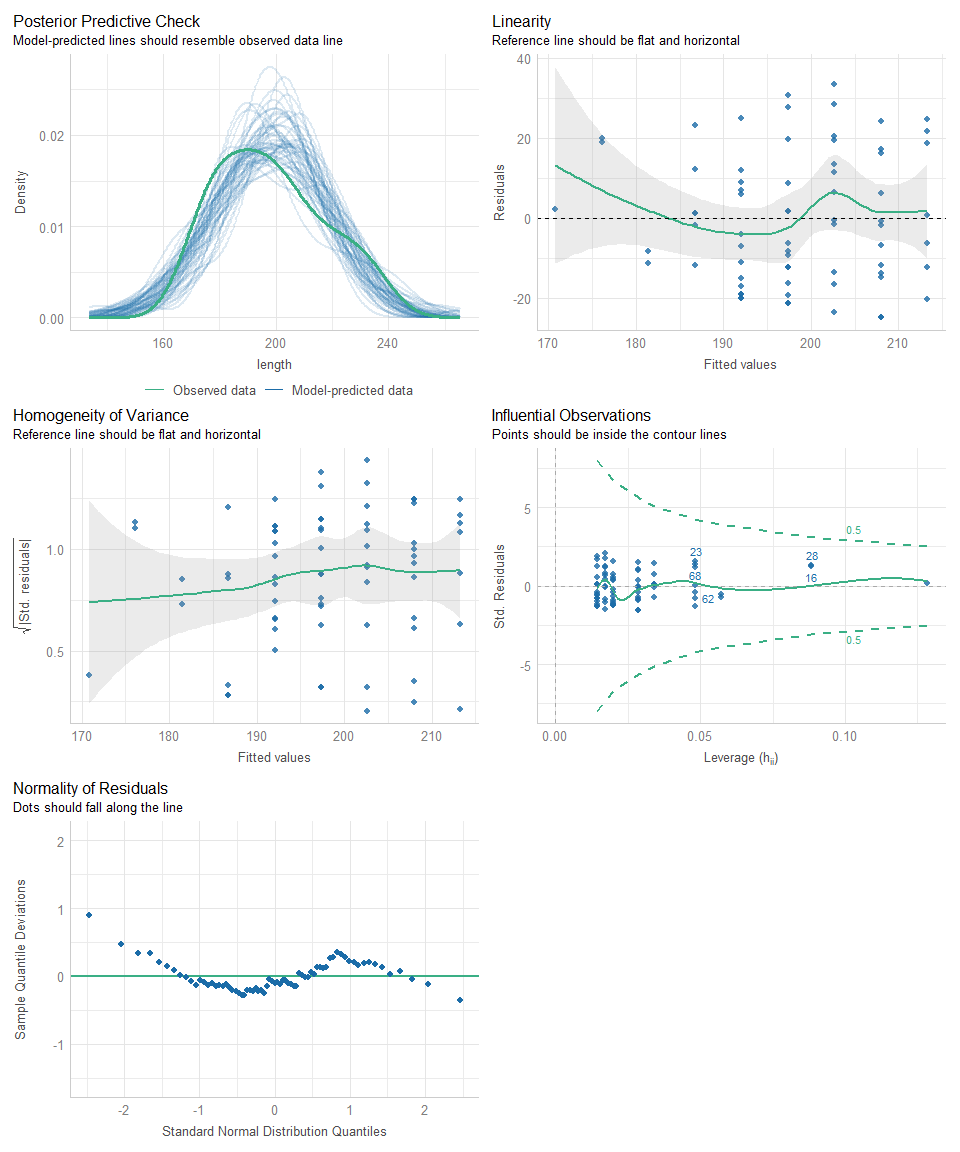 Posterior Predictive Check
Model-predicted lines should resemble observed data line
Density
0.02
0.01
0.00
160
200
240
length
Observed data
Model-predicted data
Linearity
Reference line should be flat and horizontal
Residuals
40
20
0
-20
170
180
190
200
210
Fitted values
Homogeneity of Variance
Reference line should be flat and horizontal
√|Std. residuals|
1.0
0.5
170
180
190
200
210
Fitted values
Influential Observations
Points should be inside the contour lines
Std. Residuals
5
0
-5
0.5
0.5
23
68
62
28
16
0.00
0.05
0.10
Leverage (hii)
Normality of Residuals
Dots should fall along the line
Sample Quantile Deviations
2
1
0
-1
-2
-1
0
1
2
Standard Normal Distribution Quantiles